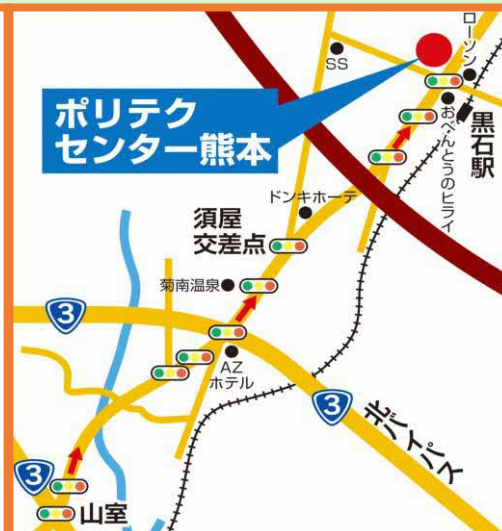 ローソン
SS
ポリテク
センター熊本
黒石駅
おべんとうのヒライ
ドンキホーテ
須屋
交差点
菊南温泉
3
AZ
ホテル
3
北バイパス
3
山室